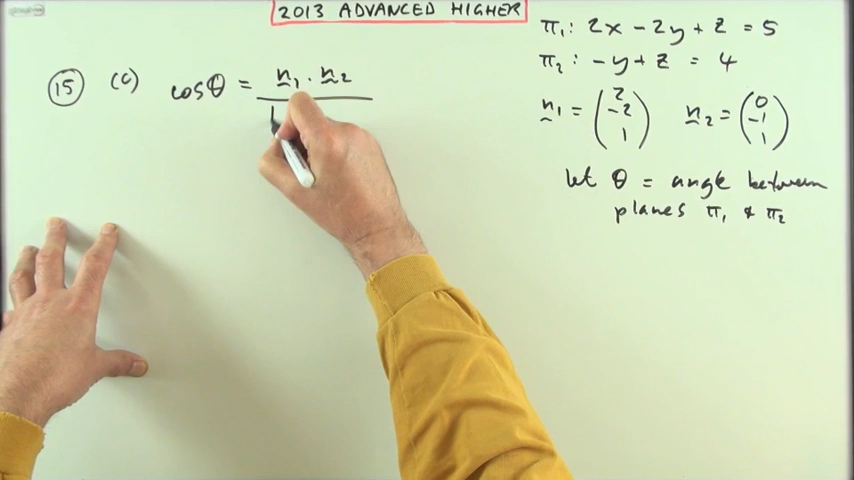 2013 ADVANCED HIGHER
15 (c) cosθ = n₁ . n₂
π₁: 2x - 2y + z = 5
π₂: -y + z = 4
n₁ = (2 -2 1) n₂ = (0 -1 1)
let θ = angle between
planes π₁ & π₂